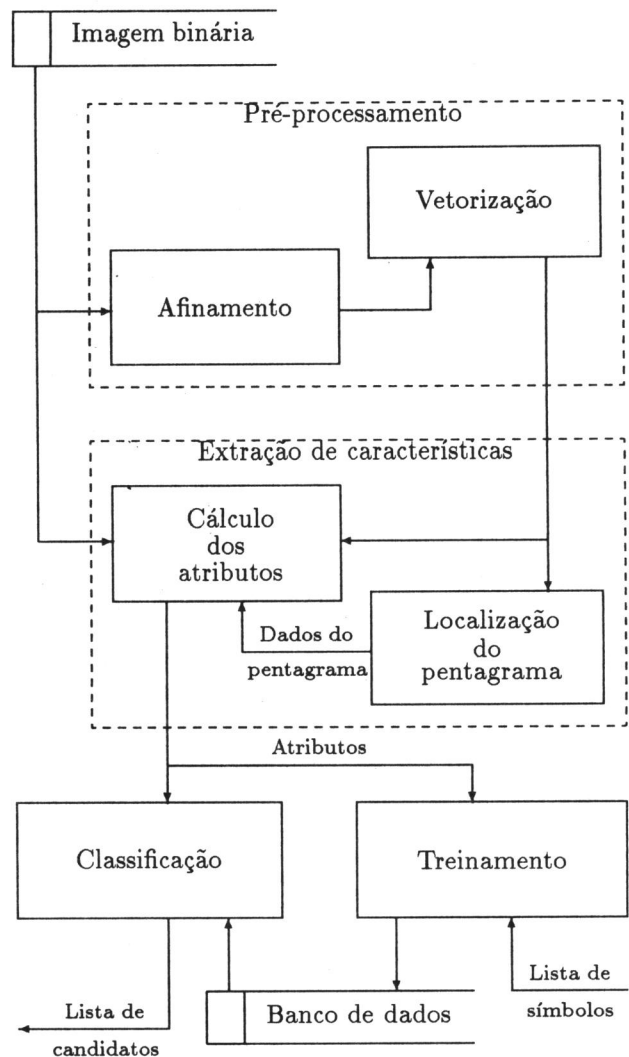 Imagem binária
Pré-processamento
Vetorização
Afinamento
Extração de características
Cálculo
dos
atributos
Localização
do
pentagrama
Dados do
pentagrama
Atributos
Classificação
Treinamento
Lista de
candidatos
Banco de dados
Lista de
símbolos